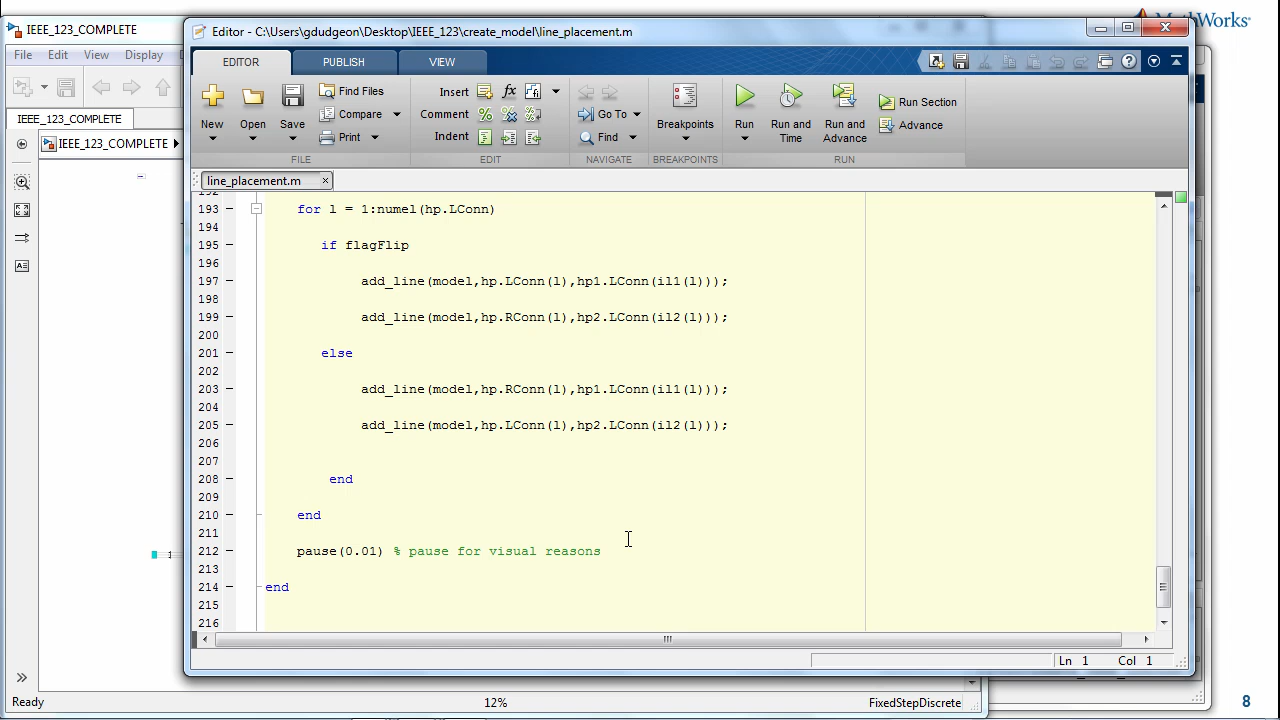 IEEE_123_COMPLETE
MathWorks
Editor - C:\Users\gdudgeon\Desktop\IEEE_123\create_model\line_placement.m
File Edit View Display
EDITOR PUBLISH VIEW
New Open Save
Find Files
Compare
Print
FILE
Insert fx
Comment
Indent
EDIT
Go To
Find
NAVIGATE
Breakpoints
BREAKPOINTS
Run
Run and Time
Run and Advance
Run Section
Advance
RUN
IEEE_123_COMPLETE
IEEE_123_COMPLETE
line_placement.m
192
193 for l = 1:numel(hp.LConn)
194
195 if flagFlip
196
197 add_line(model,hp.LConn(l),hp1.LConn(il1(l)));
198
199 add_line(model,hp.RConn(l),hp2.LConn(il2(l)));
200
201 else
202
203 add_line(model,hp.RConn(l),hp1.LConn(il1(l)));
204
205 add_line(model,hp.LConn(l),hp2.LConn(il2(l)));
206
207
208 end
209
210 end
211
212 pause(0.01) % pause for visual reasons
213
214 end
215
216
Ln 1 Col 1
Ready 12% FixedStepDiscrete
8